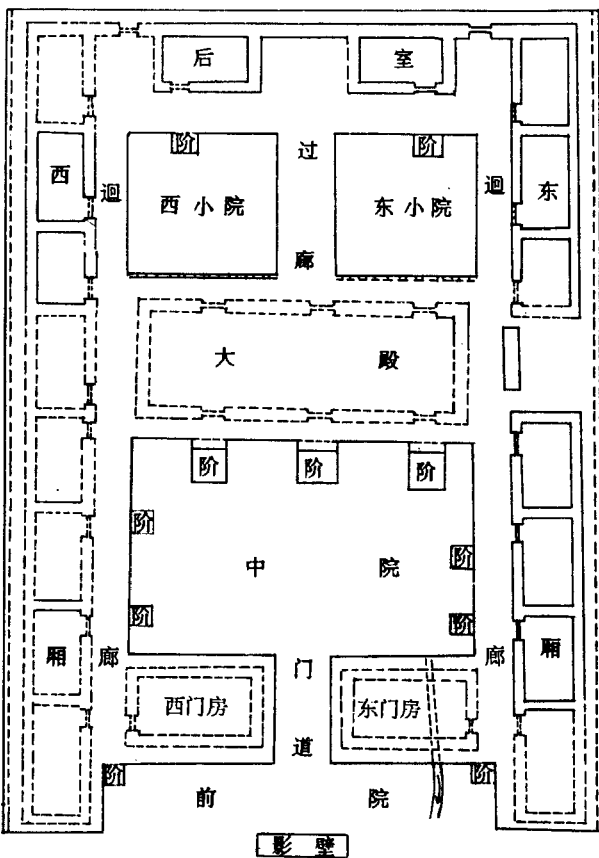 后 室
阶 过 阶
西 迴 西小院 东小院 迴 东
廊
大 殿
阶 阶 阶
阶 阶
中 院
阶 阶
厢 廊 门 廊 厢
西门房 东门房
道
阶 阶
前 院
影壁